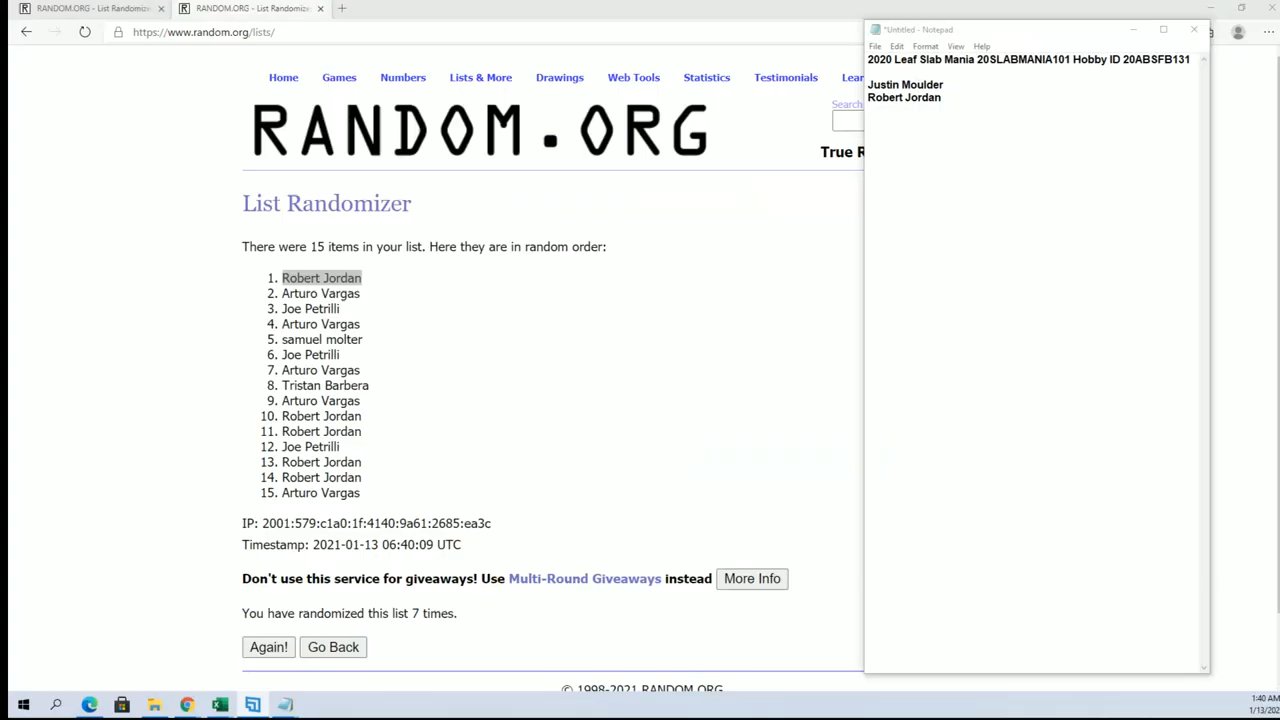 RANDOM.ORG - List Randomizer
RANDOM.ORG - List Randomizer
https://www.random.org/lists/
Home Games Numbers Lists & More Drawings Web Tools Statistics Testimonials Lear
Search
RANDOM.ORG
True R
List Randomizer
There were 15 items in your list. Here they are in random order:
1. Robert Jordan
2. Arturo Vargas
3. Joe Petrilli
4. Arturo Vargas
5. samuel molter
6. Joe Petrilli
7. Arturo Vargas
8. Tristan Barbera
9. Arturo Vargas
10. Robert Jordan
11. Robert Jordan
12. Joe Petrilli
13. Robert Jordan
14. Robert Jordan
15. Arturo Vargas
IP: 2001:579:c1a0:1f:4140:9a61:2685:ea3c
Timestamp: 2021-01-13 06:40:09 UTC
Don't use this service for giveaways! Use Multi-Round Giveaways instead More Info
You have randomized this list 7 times.
Again! Go Back
© 1998-2021 RANDOM.ORG
*Untitled - Notepad
File Edit Format View Help
2020 Leaf Slab Mania 20SLABMANIA101 Hobby ID 20ABSFB131
Justin Moulder
Robert Jordan
1:40 AM
1/13/202